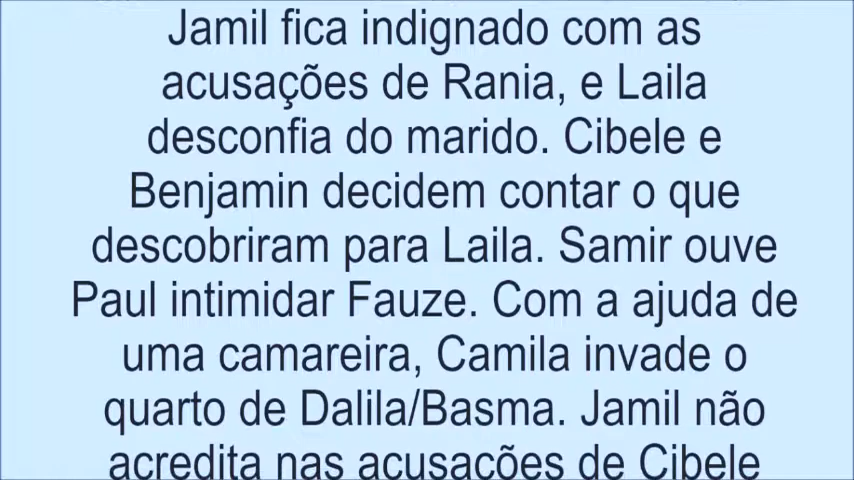 Jamil fica indignado com as
acusações de Rania, e Laila
desconfia do marido. Cibele e
Benjamin decidem contar o que
descobriram para Laila. Samir ouve
Paul intimidar Fauze. Com a ajuda de
uma camareira, Camila invade o
quarto de Dalila/Basma. Jamil não
acredita nas acusações de Cibele